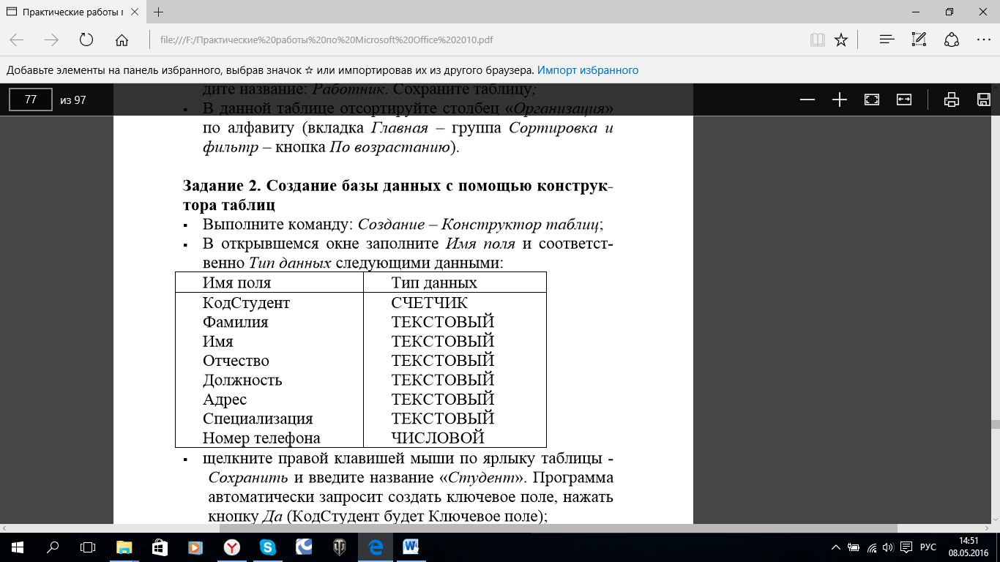 Практические работы г
file:///F:/Практические%20работы%20по%20Microsoft%20Office%202010.pdf
Добавьте элементы на панель избранного, выбрав значок ☆ или импортировав их из другого браузера. Импорт избранного
77 из 97
дите название: Работник. Сохраните таблицу;
▪ В данной таблице отсортируйте столбец «Организация»
по алфавиту (вкладка Главная – группа Сортировка и
фильтр – кнопка По возрастанию).
Задание 2. Создание базы данных с помощью конструк-
тора таблиц
▪ Выполните команду: Создание – Конструктор таблиц;
▪ В открывшемся окне заполните Имя поля и соответст-
венно Тип данных следующими данными:
Имя поля Тип данных
КодСтудент СЧЕТЧИК
Фамилия ТЕКСТОВЫЙ
Имя ТЕКСТОВЫЙ
Отчество ТЕКСТОВЫЙ
Должность ТЕКСТОВЫЙ
Адрес ТЕКСТОВЫЙ
Специализация ТЕКСТОВЫЙ
Номер телефона ЧИСЛОВОЙ
▪ щелкните правой клавишей мыши по ярлыку таблицы -
Сохранить и введите название «Студент». Программа
автоматически запросит создать ключевое поле, нажать
кнопку Да (КодСтудент будет Ключевое поле);
РУС
14:51
08.05.2016